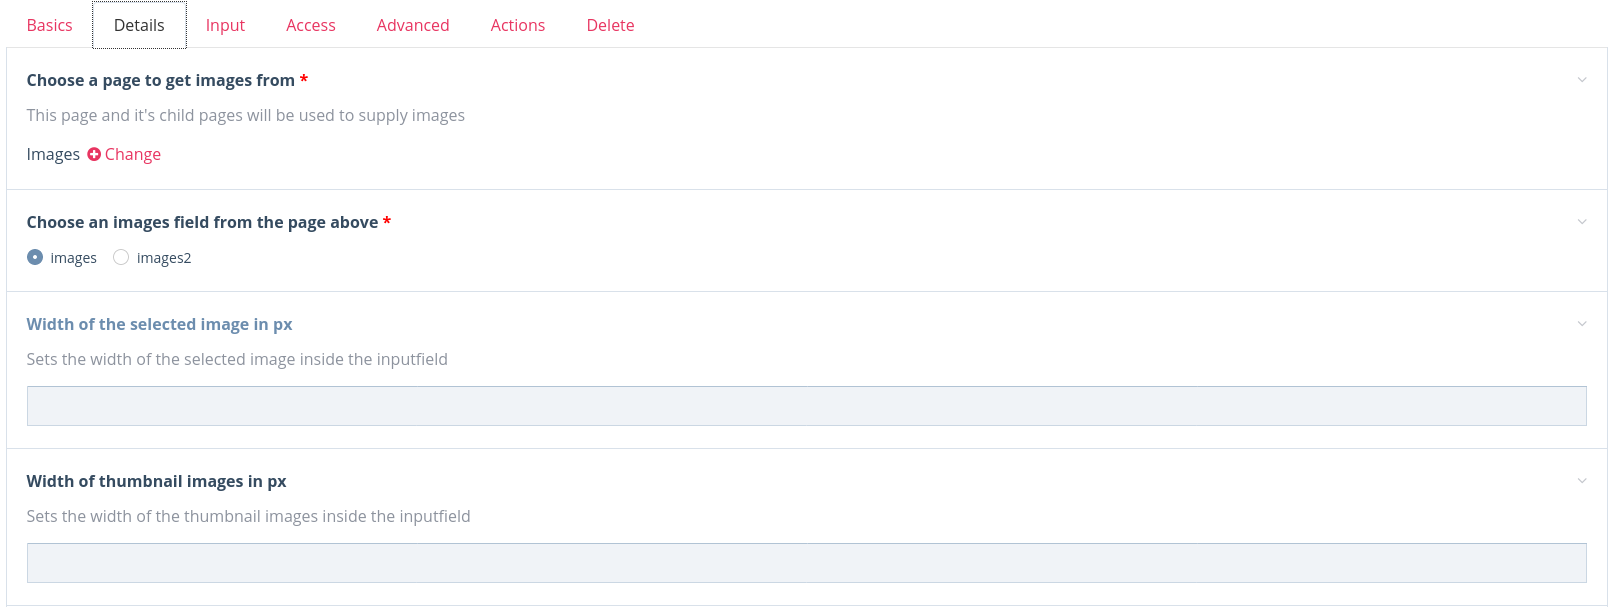 Basics Details Input Access Advanced Actions Delete
Choose a page to get images from *
This page and it's child pages will be used to supply images
Images Change
Choose an images field from the page above *
images images2
Width of the selected image in px
Sets the width of the selected image inside the inputfield
Width of thumbnail images in px
Sets the width of the thumbnail images inside the inputfield